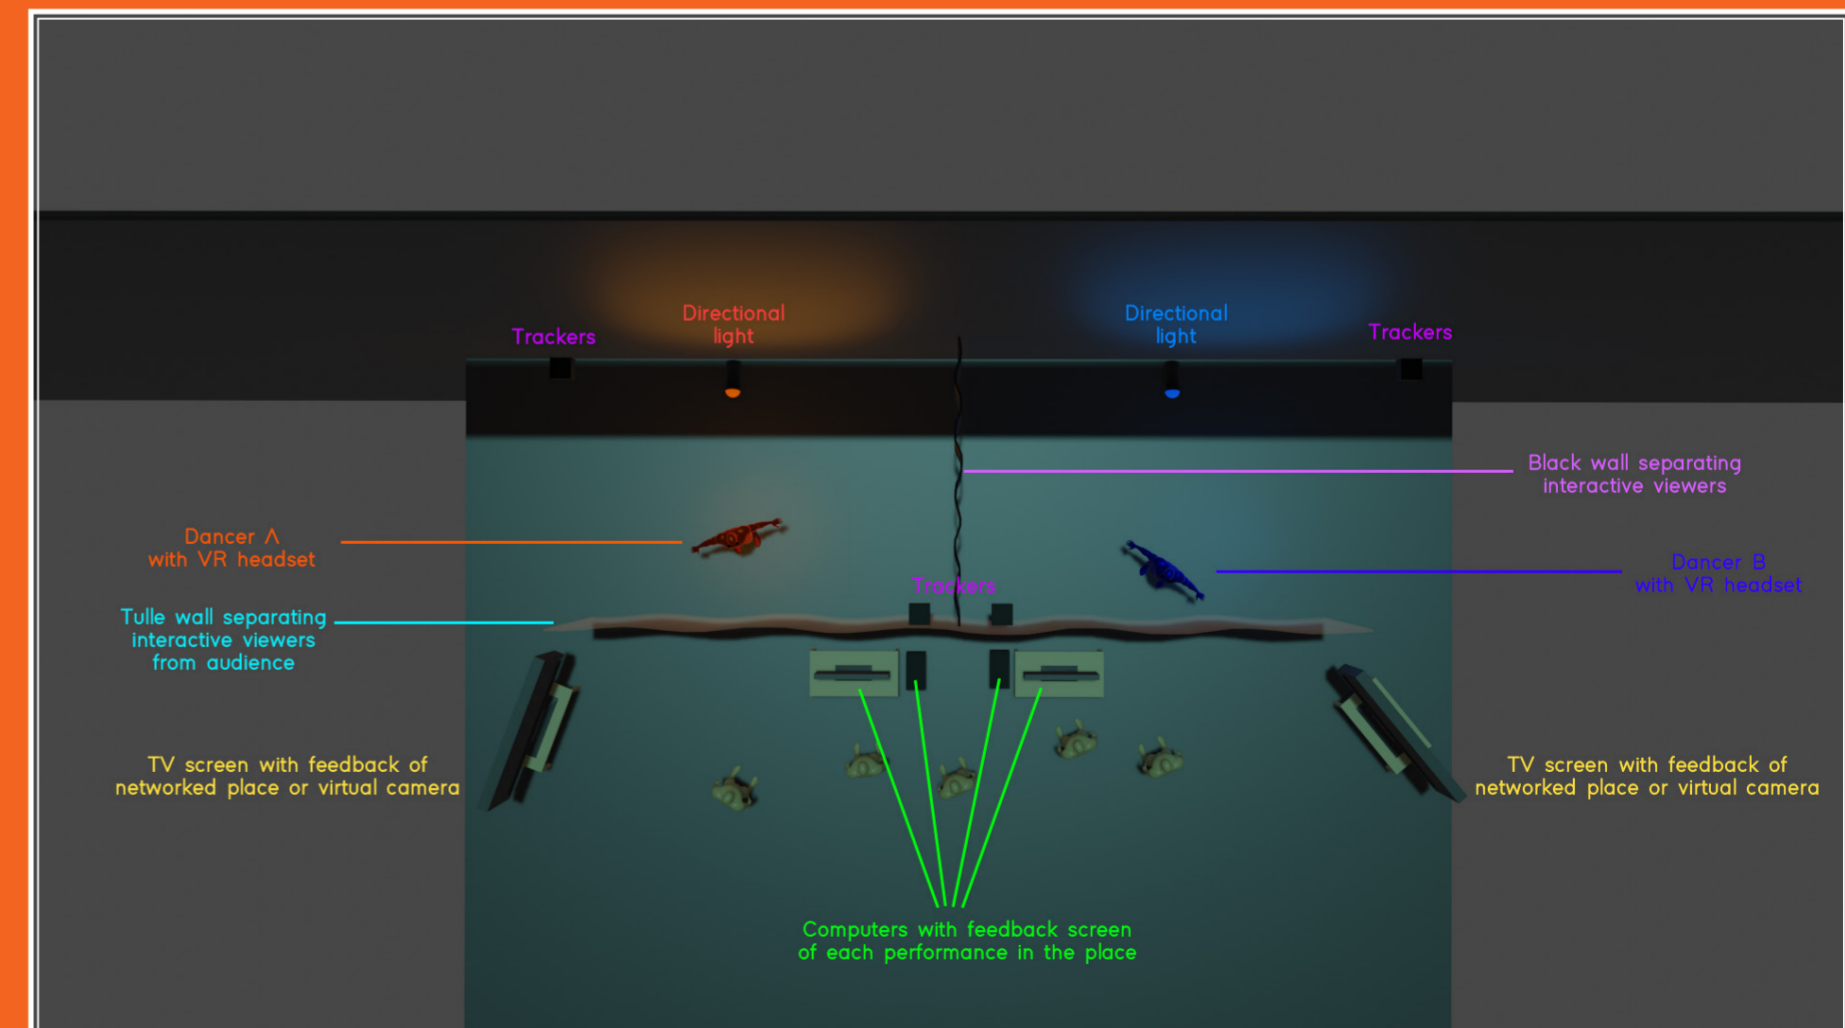 Directional
light
Directional
light
Trackers
Trackers
Black wall separating
interactive viewers
Dancer Λ
with VR headset
Dancer B
with VR headset
Trackers
Tulle wall separating
interactive viewers
from audience
TV screen with feedback of
networked place or virtual camera
TV screen with feedback of
networked place or virtual camera
Computers with feedback screen
of each performance in the place